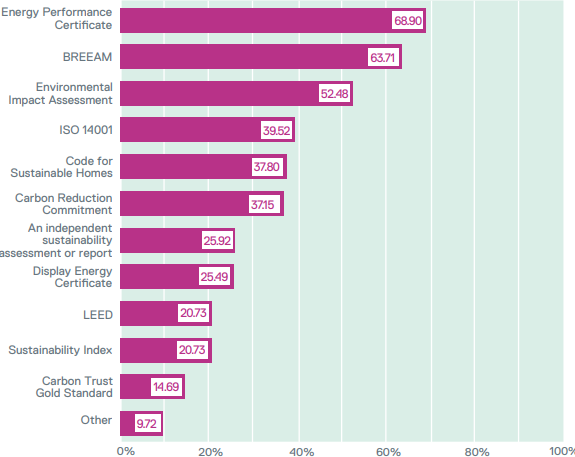 Energy Performance
Certificate
68.90
BREEAM
63.71
Environmental
Impact Assessment
52.48
ISO 14001
39.52
Code for
Sustainable Homes
37.80
Carbon Reduction
Commitment
37.15
An independent
sustainability
assessment or report
25.92
Display Energy
Certificate
25.49
LEED
20.73
Sustainability Index
20.73
Carbon Trust
Gold Standard
14.69
Other
9.72
0% 20% 40% 60% 80% 100%